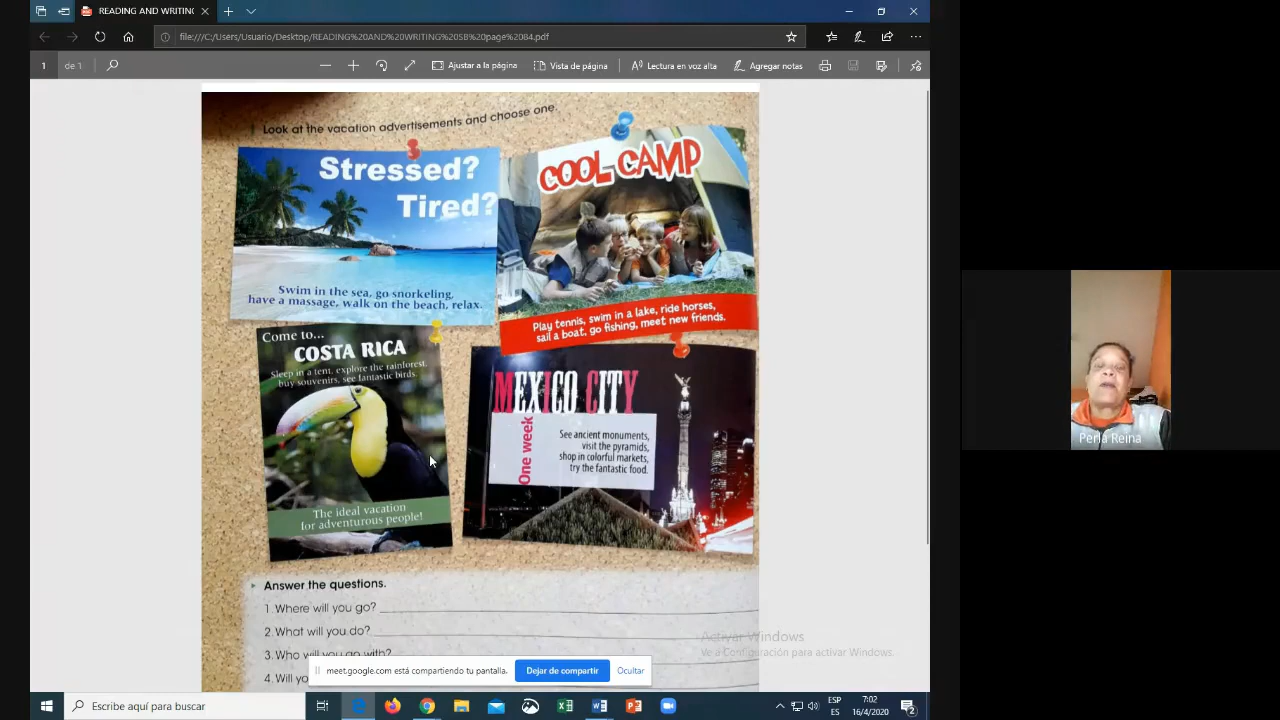 READING AND WRITING
file:///C:/Users/Usuario/Desktop/READING%20AND%20WRITING%20SB%20page%2084.pdf
1 de 1
Ajustar a la página
Vista de página
Lectura en voz alta
Agregar notas
Look at the vacation advertisements and choose one.
Stressed?
Tired?
Swim in the sea, go snorkeling,
have a massage, walk on the beach, relax.
COOL CAMP
Play tennis, swim in a lake, ride horses,
sail a boat, go fishing, meet new friends.
Come to...
COSTA RICA
Sleep in a tent, explore the rainforest,
buy souvenirs, see fantastic birds.
The ideal vacation
for adventurous people!
MEXICO CITY
One week
See ancient monuments,
visit the pyramids,
shop in colorful markets,
try the fantastic food.
Answer the questions.
1. Where will you go?
2. What will you do?
3. Who will you go with?
4. Will yo
meet.google.com está compartiendo tu pantalla.
Dejar de compartir
Ocultar
Activar Windows
Ve a Configuración para activar Windows.
Perla Reina
Escribe aquí para buscar
ESP
ES
7:02
16/4/2020
2